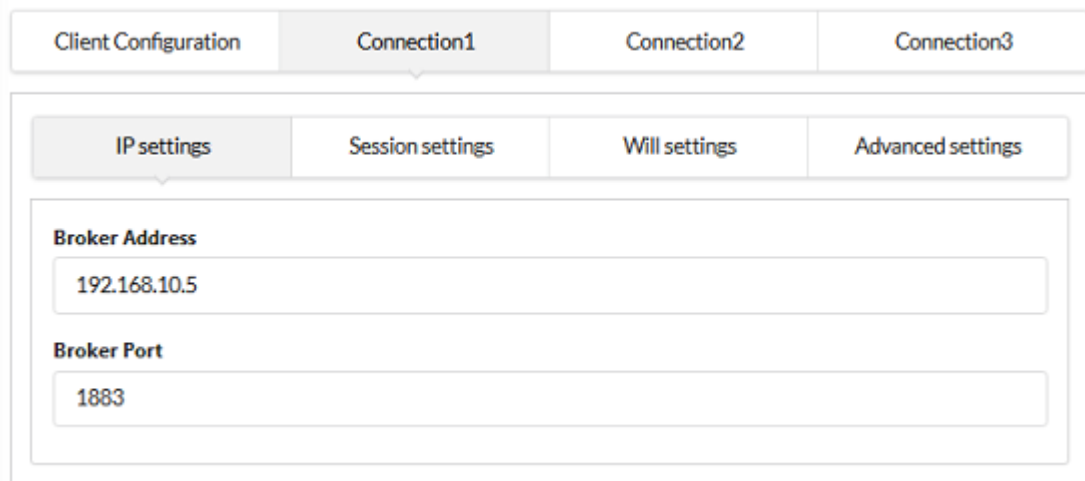 Client Configuration Connection1 Connection2 Connection3
IP settings Session settings Will settings Advanced settings
Broker Address
192.168.10.5
Broker Port
1883